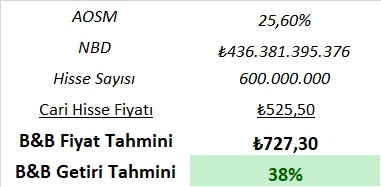 AOSM 25,60%
NBD ₺436.381.395.376
Hisse Sayısı 600.000.000
Cari Hisse Fiyatı ₺525,50
B&B Fiyat Tahmini ₺727,30
B&B Getiri Tahmini 38%